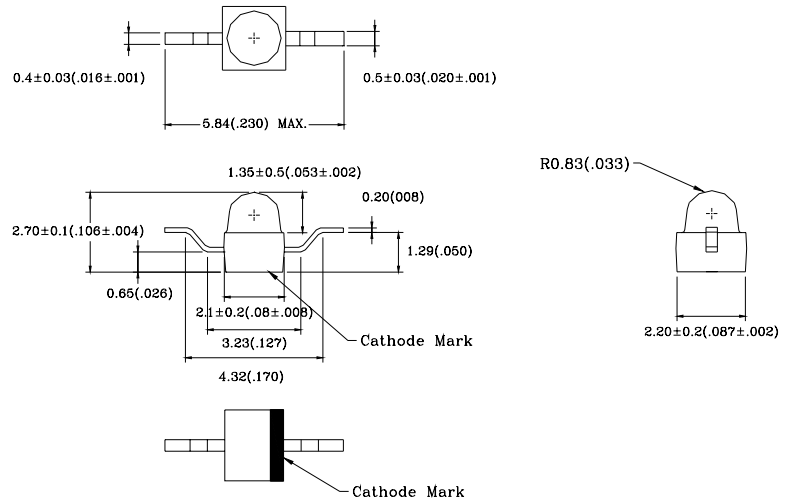 0.4±0.03(.016±.001)
0.5±0.03(.020±.001)
5.84(.230) MAX.
1.35±0.5(.053±.002)
R0.83(.033)
0.20(008)
2.70±0.1(.106±.004)
1.29(.050)
0.65(.026)
2.1±0.2(.08±.008)
2.20±0.2(.087±.002)
3.23(.127)
Cathode Mark
4.32(.170)
Cathode Mark